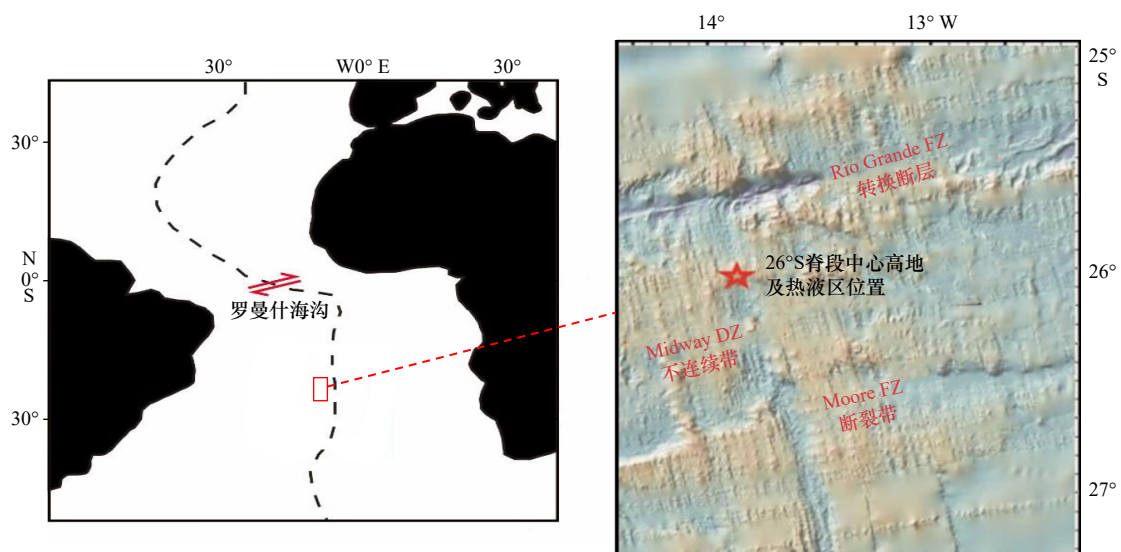 30°
W0° E
30°
30°
N
0°
S
30°
罗曼什海沟
14°
13° W
25°
S
26°
27°
Rio Grande FZ
转换断层
26°S脊段中心高地
及热液区位置
Midway DZ
不连续带
Moore FZ
断裂带